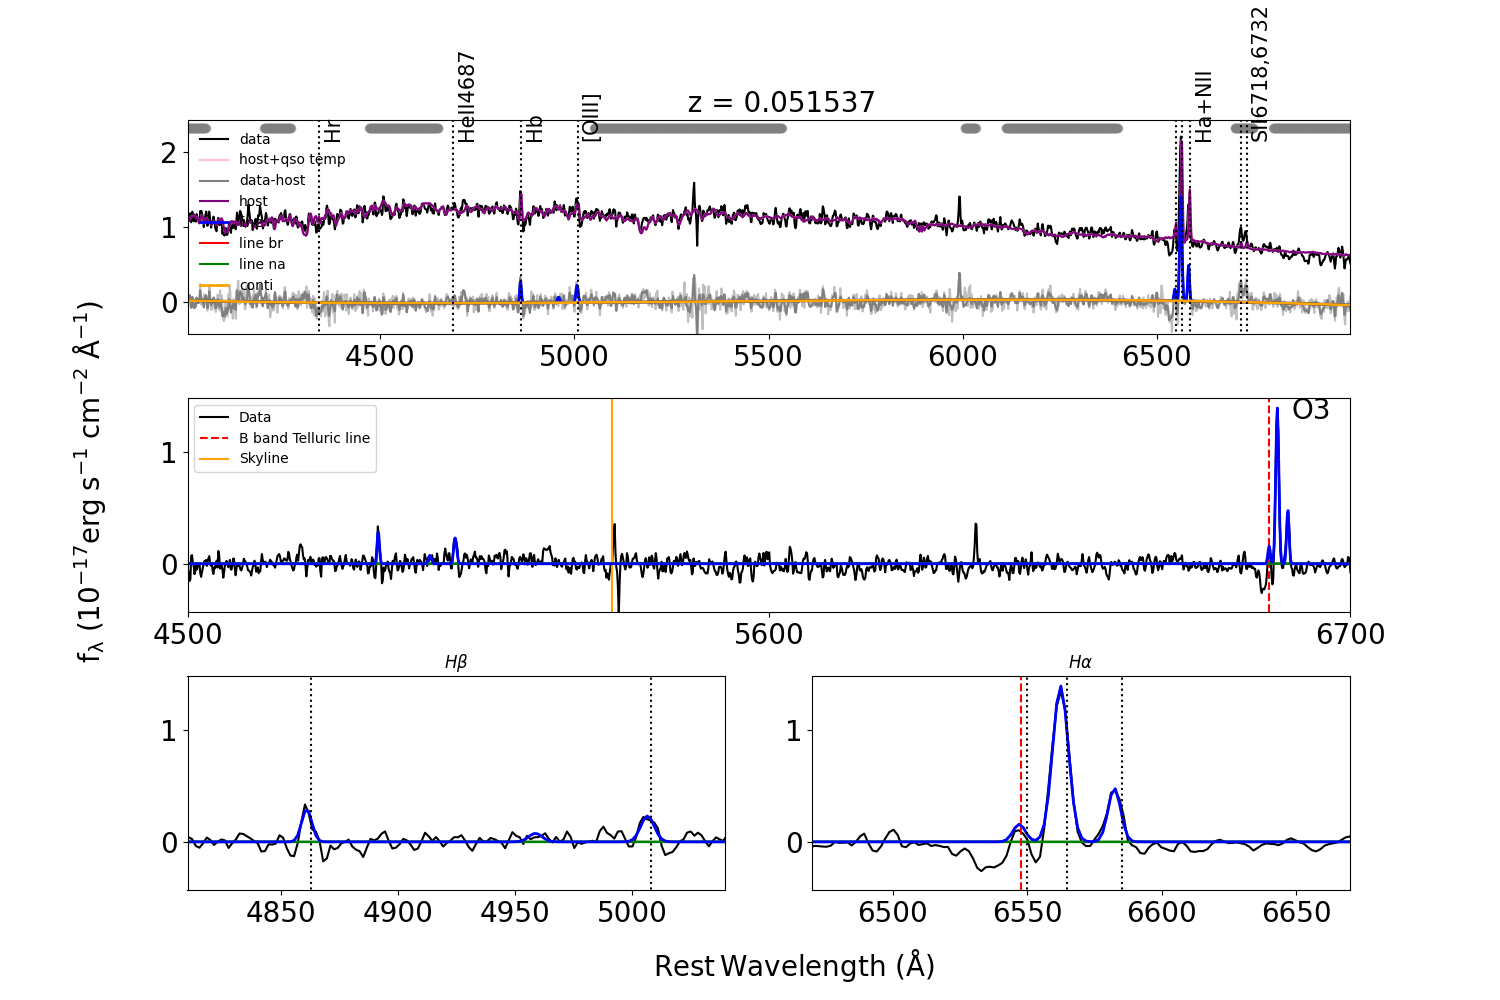 z = 0.051537
Hr
HeII4687
Hb
[OIII]
Ha+NII
SII6718,6732
data
host+qso temp
data-host
host
line br
line na
conti
2
1
0
4500 5000 5500 6000 6500
fλ (10−17erg s−1 cm−2 Å−1)
Data
B band Telluric line
Skyline
O3
1
0
4500 5600 6700
Hβ
1
0
4850 4900 4950 5000
Hα
1
0
6500 6550 6600 6650
Rest Wavelength (Å)